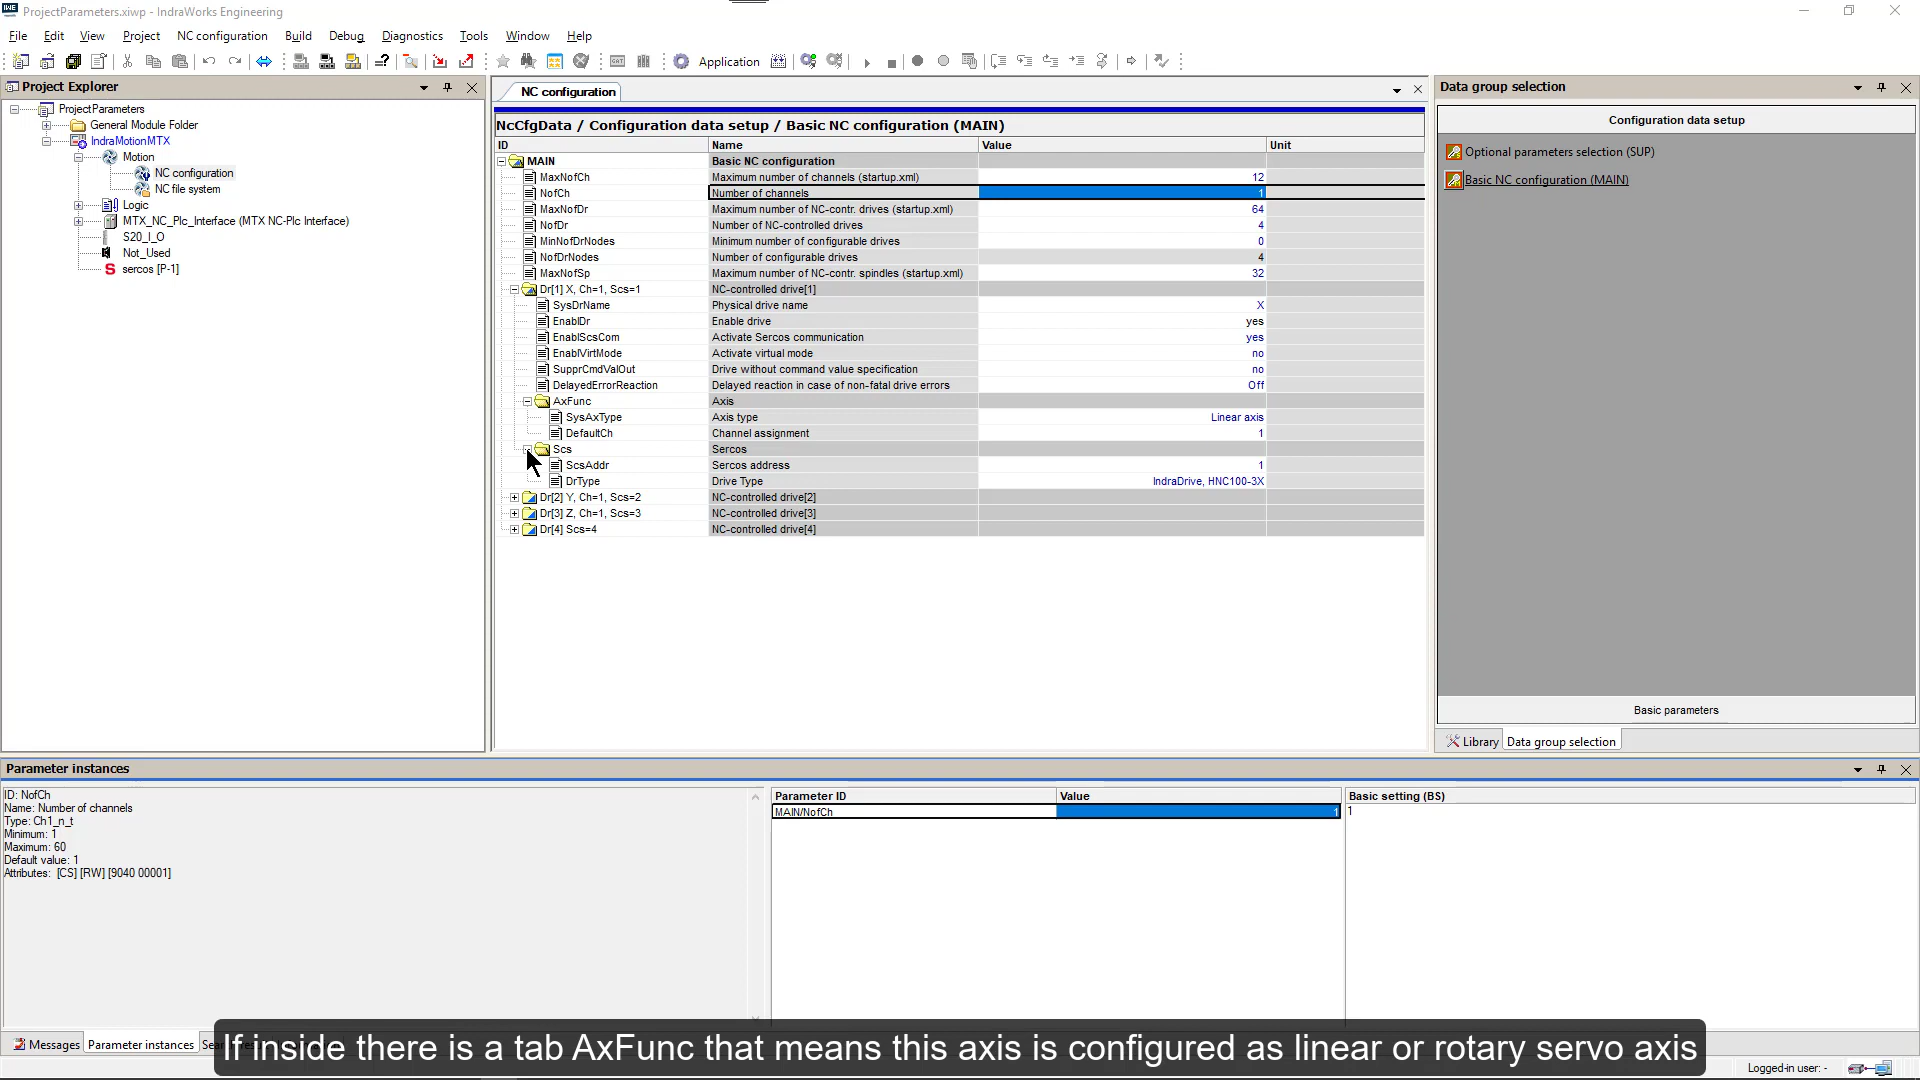 ProjectParameters.xiwp - IndraWorks Engineering
File Edit View Project NC configuration Build Debug Diagnostics Tools Window Help
Application
Project Explorer
ProjectParameters
General Module Folder
IndraMotionMTX
Motion
NC configuration
NC file system
Logic
MTX_NC_Plc_Interface (MTX NC-Plc Interface)
S20_I_O
Not_Used
sercos [P-1]
NC configuration
NcCfgData / Configuration data setup / Basic NC configuration (MAIN)
ID Name Value Unit
MAIN Basic NC configuration
MaxNofCh Maximum number of channels (startup.xml) 12
NofCh Number of channels 1
MaxNofDr Maximum number of NC-contr. drives (startup.xml) 64
NofDr Number of NC-controlled drives 4
MinNofDrNodes Minimum number of configurable drives 0
NofDrNodes Number of configurable drives 4
MaxNofSp Maximum number of NC-contr. spindles (startup.xml) 32
Dr[1] X, Ch=1, Scs=1 NC-controlled drive[1]
SysDrName Physical drive name X
EnablDr Enable drive yes
EnablScsCom Activate Sercos communication yes
EnablVirtMode Activate virtual mode no
SupprCmdValOut Drive without command value specification no
DelayedErrorReaction Delayed reaction in case of non-fatal drive errors Off
AxFunc Axis
SysAxType Axis type Linear axis
DefaultCh Channel assignment 1
Scs Sercos
ScsAddr Sercos address 1
DrType Drive Type IndraDrive, HNC100-3X
Dr[2] Y, Ch=1, Scs=2 NC-controlled drive[2]
Dr[3] Z, Ch=1, Scs=3 NC-controlled drive[3]
Dr[4] Scs=4 NC-controlled drive[4]
Data group selection
Configuration data setup
Optional parameters selection (SUP)
Basic NC configuration (MAIN)
Basic parameters
Library Data group selection
Parameter instances
ID: NofCh
Name: Number of channels
Type: Ch1_n_t
Minimum: 1
Maximum: 60
Default value: 1
Attributes: [CS] [RW] [9040 00001]
Parameter ID Value Basic setting (BS)
MAIN/NofCh 1 1
Messages Parameter instances
If inside there is a tab AxFunc that means this axis is configured as linear or rotary servo axis
Logged-in user: -